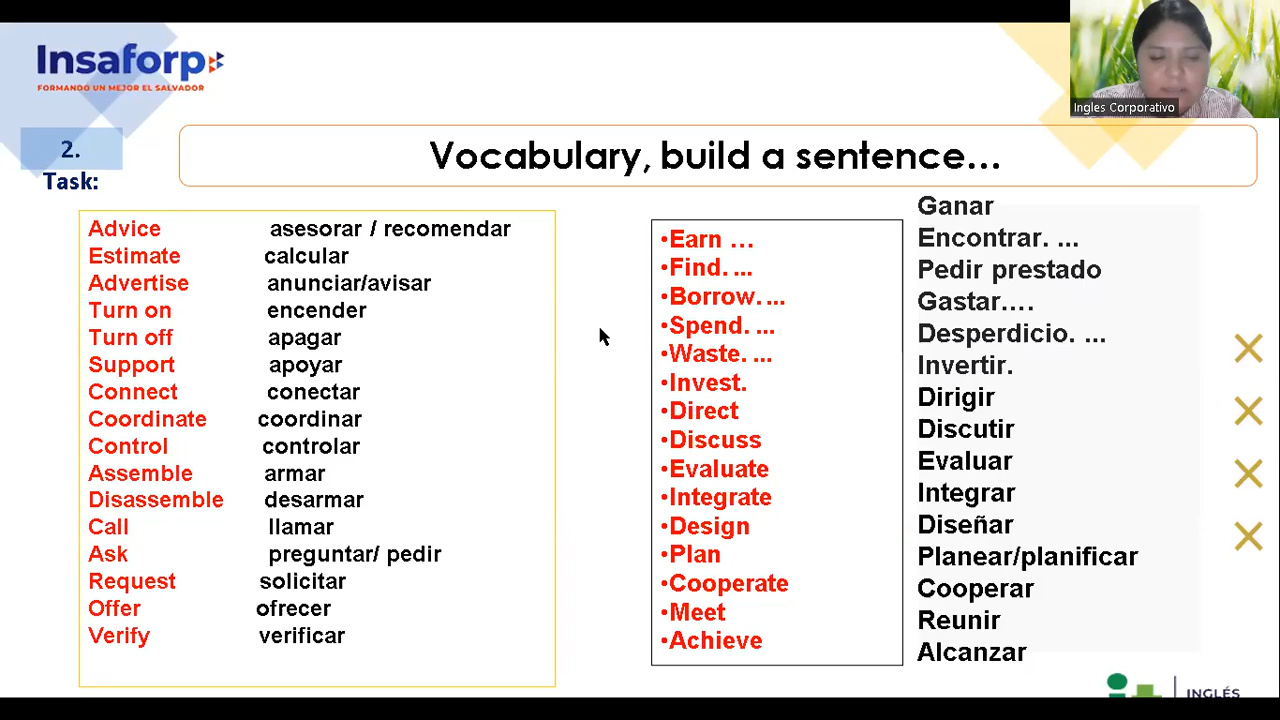 Insaforp
FORMANDO UN MEJOR EL SALVADOR
Ingles Corporativo
2.
Task:
Vocabulary, build a sentence...
Advice asesorar / recomendar
Estimate calcular
Advertise anunciar/avisar
Turn on encender
Turn off apagar
Support apoyar
Connect conectar
Coordinate coordinar
Control controlar
Assemble armar
Disassemble desarmar
Call llamar
Ask preguntar/ pedir
Request solicitar
Offer ofrecer
Verify verificar
•Earn …
•Find. ...
•Borrow. ...
•Spend. ...
•Waste. ...
•Invest.
•Direct
•Discuss
•Evaluate
•Integrate
•Design
•Plan
•Cooperate
•Meet
•Achieve
Ganar
Encontrar. ...
Pedir prestado
Gastar….
Desperdicio. ...
Invertir.
Dirigir
Discutir
Evaluar
Integrar
Diseñar
Planear/planificar
Cooperar
Reunir
Alcanzar
INGLÉS